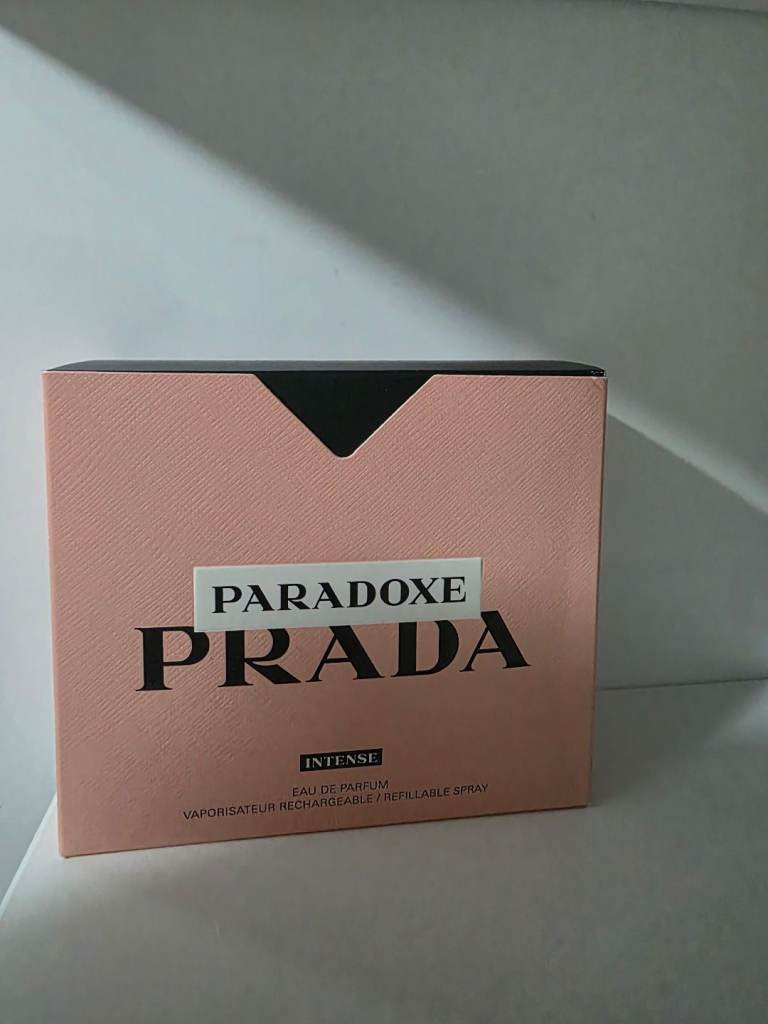 PARADOXE
PRADA
INTENSE
EAU DE PARFUM
VAPORISATEUR RECHARGEABLE / REFILLABLE SPRAY